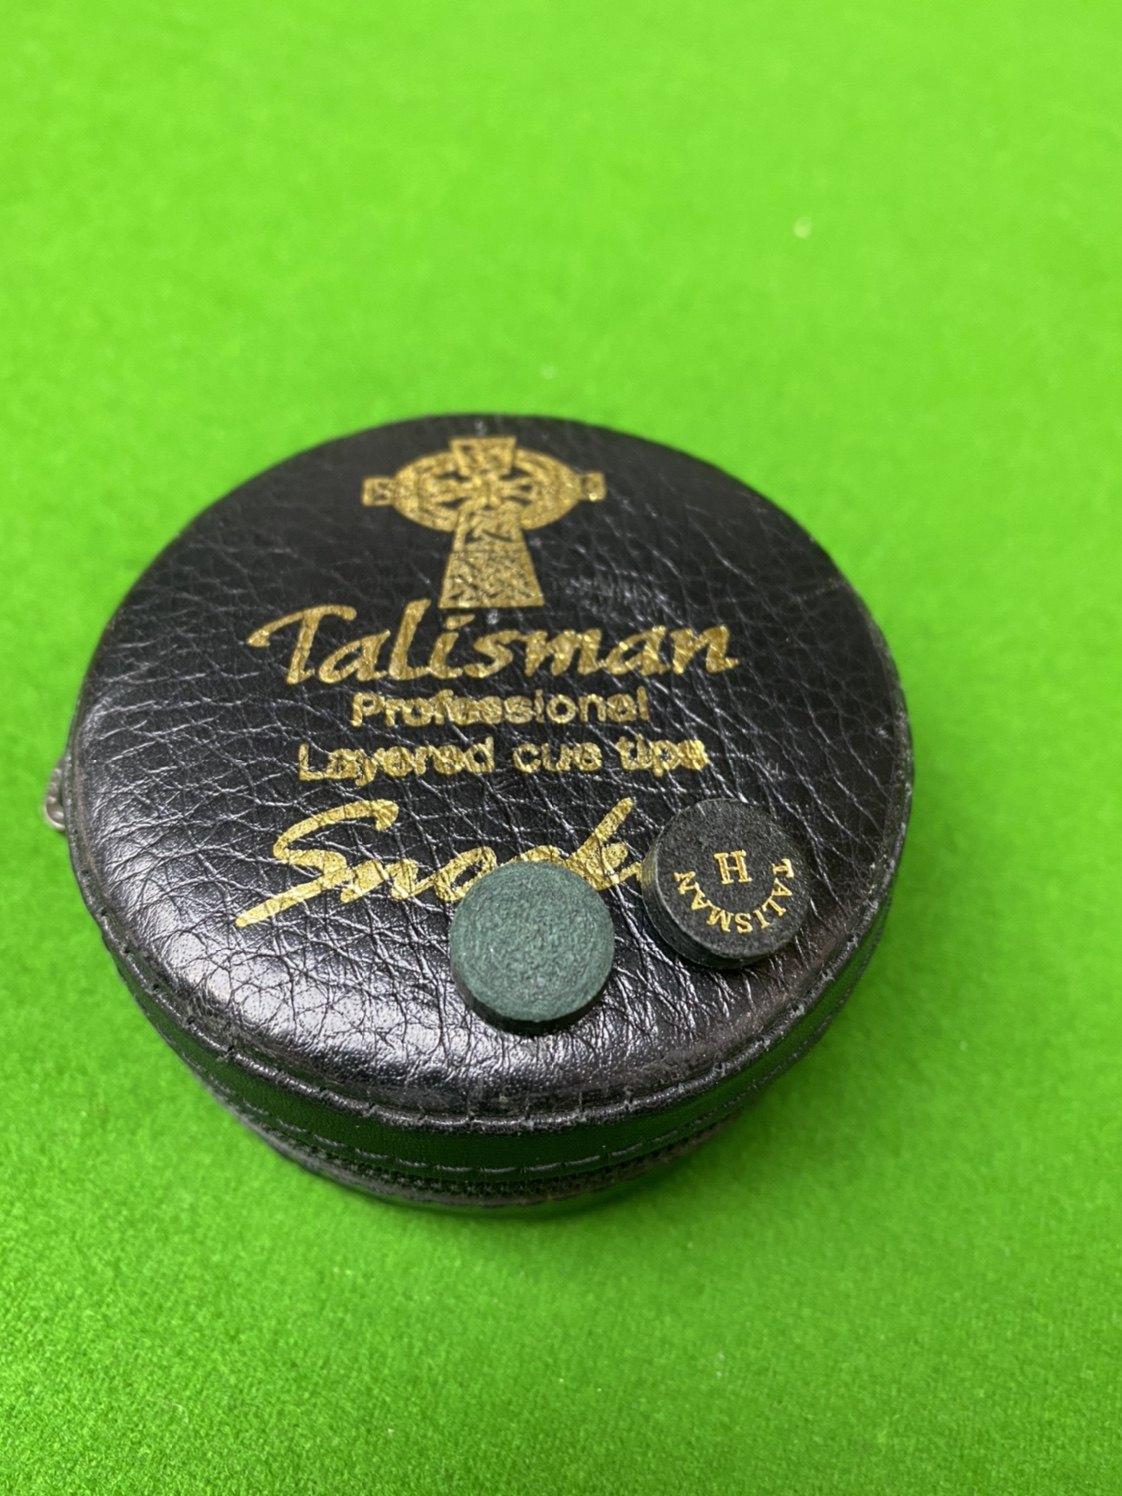 Talisman
Professional
Layered cue tips
H
TALISMAN